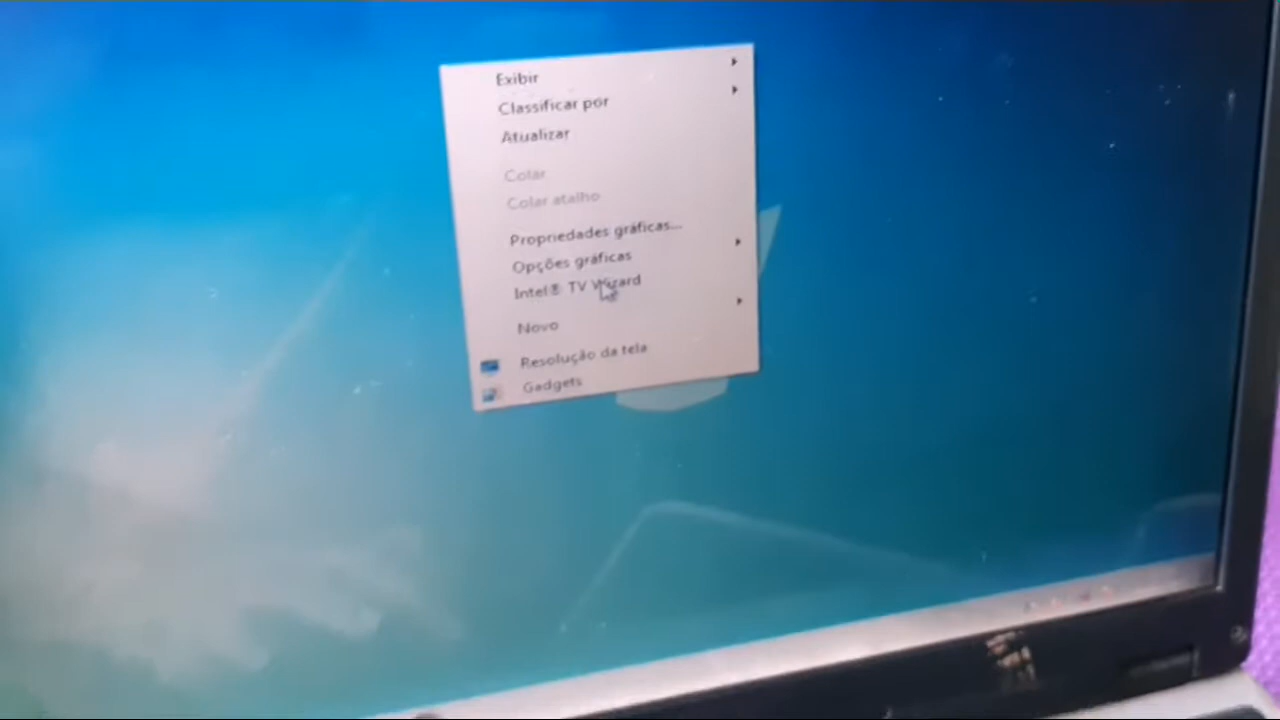 Exibir
Classificar por
Atualizar
Colar
Colar atalho
Propriedades gráficas...
Opções gráficas
Intel® TV Wizard
Novo
Resolução da tela
Gadgets